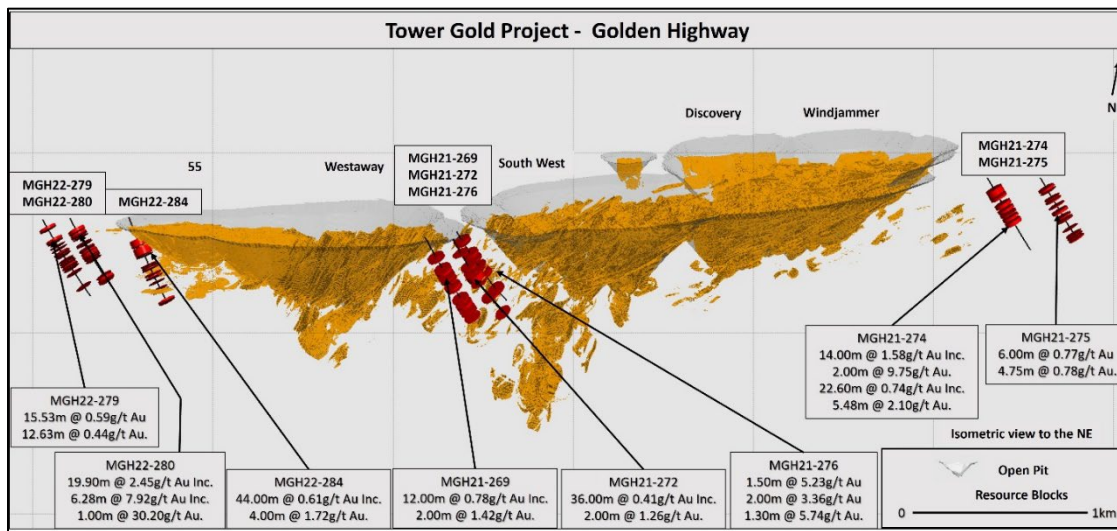 Tower Gold Project - Golden Highway
N
Discovery
Windjammer
55
Westaway
MGH21-269
MGH21-272
MGH21-276
South West
MGH21-274
MGH21-275
MGH22-279
MGH22-280
MGH22-284
MGH22-279
15.53m @ 0.59g/t Au
12.63m @ 0.44g/t Au.
MGH22-280
19.90m @ 2.45g/t Au Inc.
6.28m @ 7.92g/t Au Inc.
1.00m @ 30.20g/t Au.
MGH22-284
44.00m @ 0.61g/t Au Inc.
4.00m @ 1.72g/t Au.
MGH21-269
12.00m @ 0.78g/t Au Inc.
2.00m @ 1.42g/t Au.
MGH21-272
36.00m @ 0.41g/t Au Inc.
2.00m @ 1.26g/t Au.
MGH21-276
1.50m @ 5.23g/t Au
2.00m @ 3.36g/t Au
1.30m @ 5.74g/t Au.
MGH21-274
14.00m @ 1.58g/t Au Inc.
2.00m @ 9.75g/t Au.
22.60m @ 0.74g/t Au Inc.
5.48m @ 2.10g/t Au.
MGH21-275
6.00m @ 0.77g/t Au
4.75m @ 0.78g/t Au.
Isometric view to the NE
Open Pit
Resource Blocks
0 1km